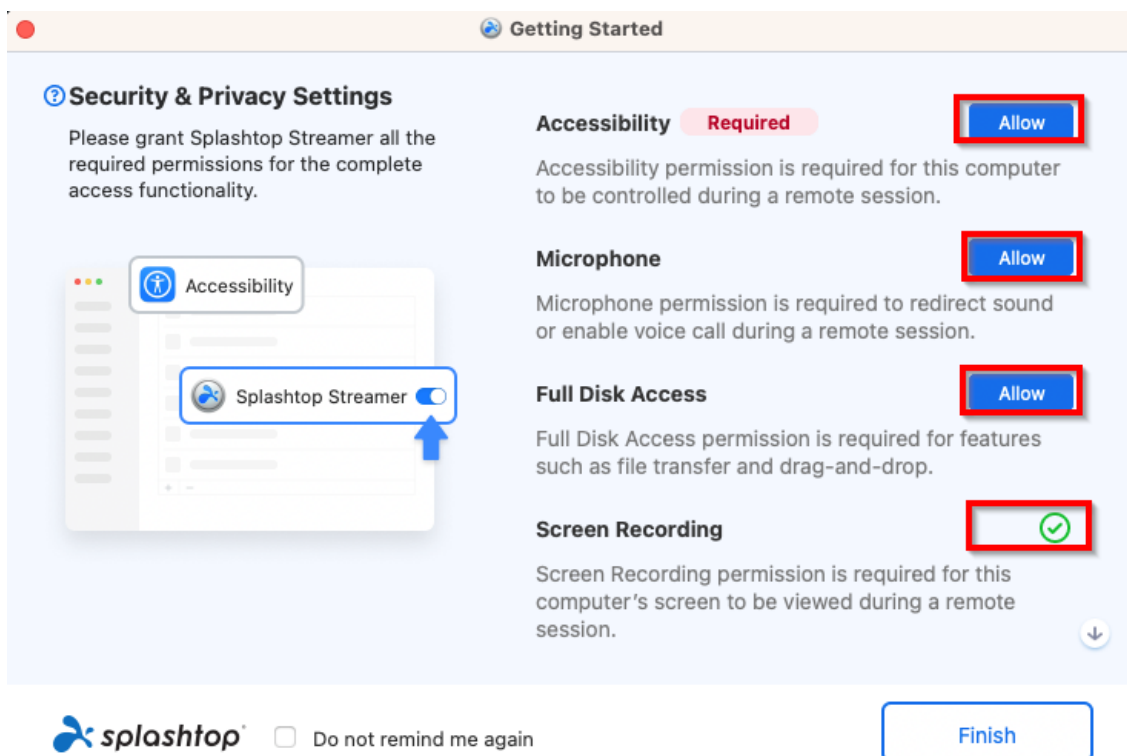 Getting Started
Security & Privacy Settings
Please grant Splashtop Streamer all the
required permissions for the complete
access functionality.
Accessibility
Splashtop Streamer
Accessibility Required Allow
Accessibility permission is required for this computer
to be controlled during a remote session.
Microphone Allow
Microphone permission is required to redirect sound
or enable voice call during a remote session.
Full Disk Access Allow
Full Disk Access permission is required for features
such as file transfer and drag-and-drop.
Screen Recording
Screen Recording permission is required for this
computer's screen to be viewed during a remote
session.
splashtop Do not remind me again Finish